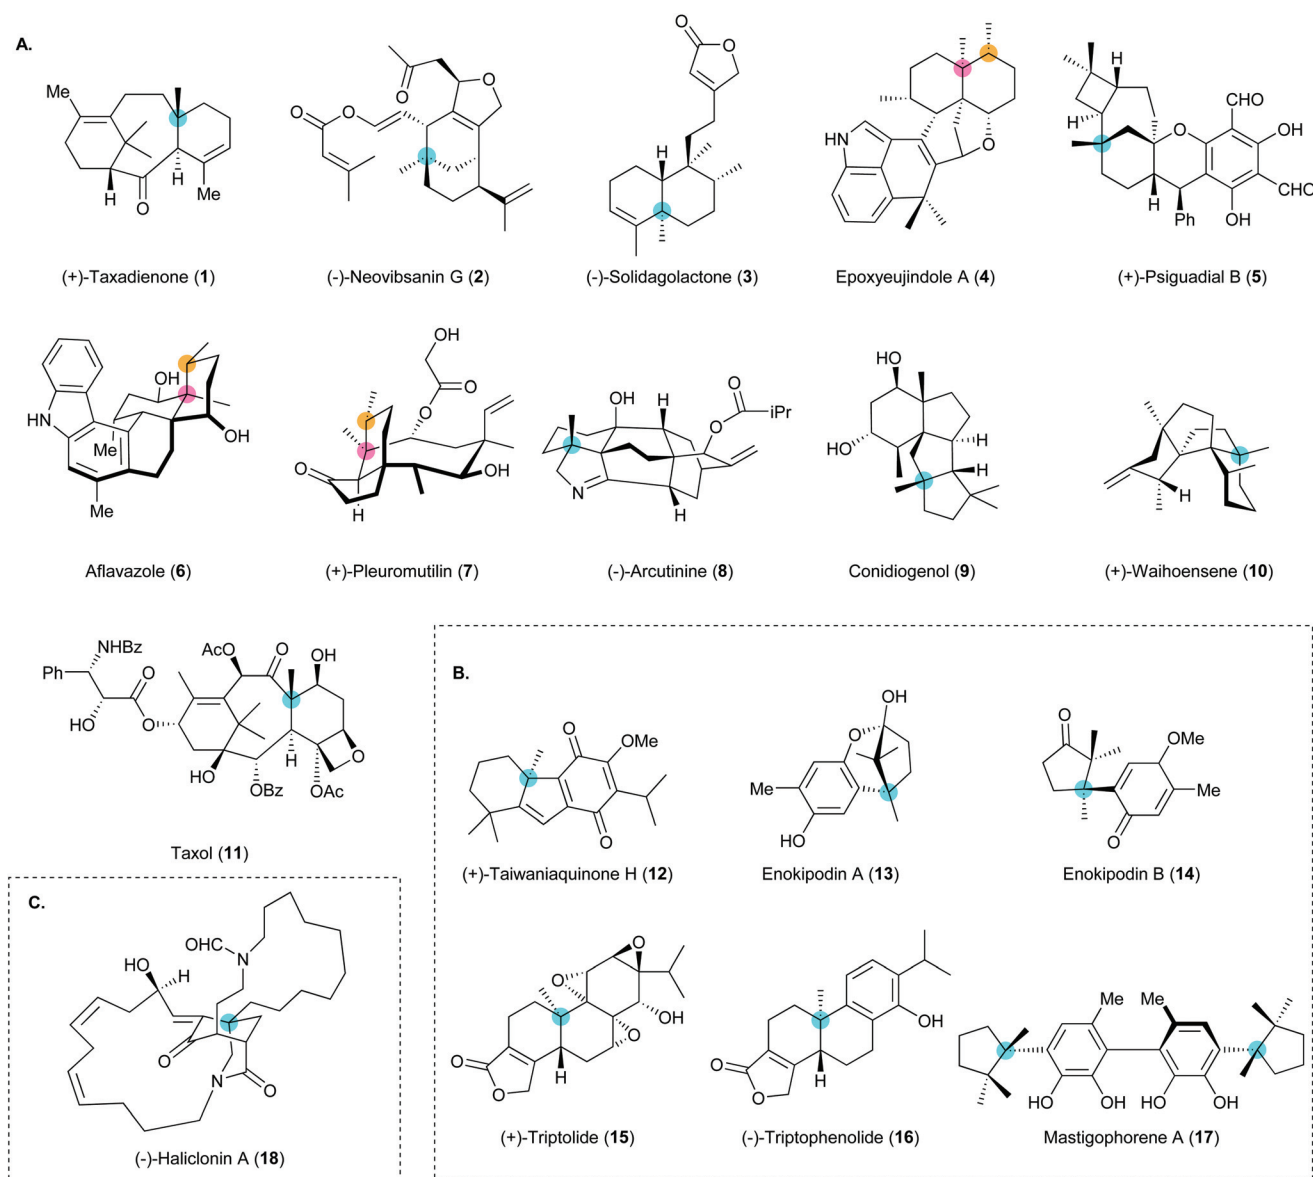 A.
Me
O
H
H
Me
(+)-Taxadienone (1)
O
O
O
O
(-)-Neovibsanin G (2)
O
O
H
(-)-Solidagolactone (3)
HN
O
Epoxyeujindole A (4)
H
H
O
CHO
OH
CHO
OH
H
Ph
(+)-Psiguadial B (5)
HN
OH
Me
OH
Me
Aflavazole (6)
OH
O
O
O
OH
H
(+)-Pleuromutilin (7)
OH
H
O
O
iPr
N
H
(-)-Arcutinine (8)
HO
HO
H
H
Conidiogenol (9)
H
(+)-Waihoensene (10)
NHBz
Ph
O
HO
O
AcO
O
OH
HO
H
O
OBz
OAc
Taxol (11)
B.
O
OMe
O
(+)-Taiwaniaquinone H (12)
OH
O
Me
HO
Enokipodin A (13)
O
OMe
Me
O
Enokipodin B (14)
O
O
OH
O
O
O
H
(+)-Triptolide (15)
OH
O
O
H
(-)-Triptophenolide (16)
Me
Me
HO
OH
HO
OH
Mastigophorene A (17)
C.
OHC
N
HO
H
O
N
O
(-)-Haliclonin A (18)